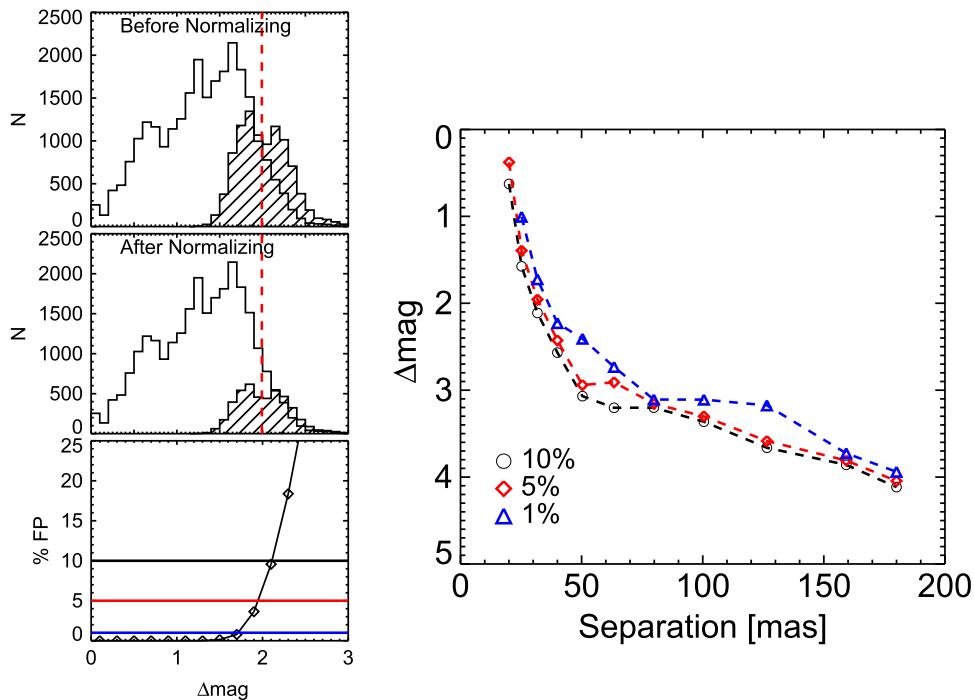 2500
Before Normalizing
2000
1500
N
1000
500
0
2500
After Normalizing
2000
1500
N
1000
500
0
25
20
15
% FP
10
5
0
0 1 2 3
Δmag
0
1
2
Δmag
3
4
5
10%
5%
1%
0 50 100 150 200
Separation [mas]